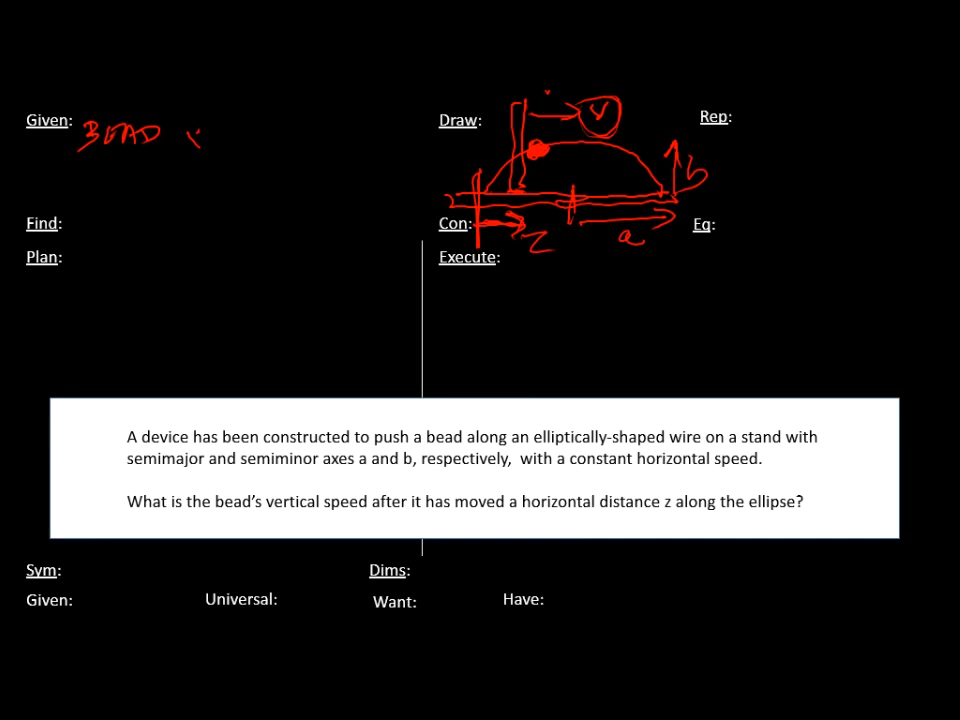 Given: BEAD
Draw:
Rep:
v
b
z
a
Find:
Con:
Eq:
Plan:
Execute:
A device has been constructed to push a bead along an elliptically-shaped wire on a stand with
semimajor and semiminor axes a and b, respectively, with a constant horizontal speed.
What is the bead's vertical speed after it has moved a horizontal distance z along the ellipse?
Sym:
Dims:
Given:
Universal:
Want:
Have: